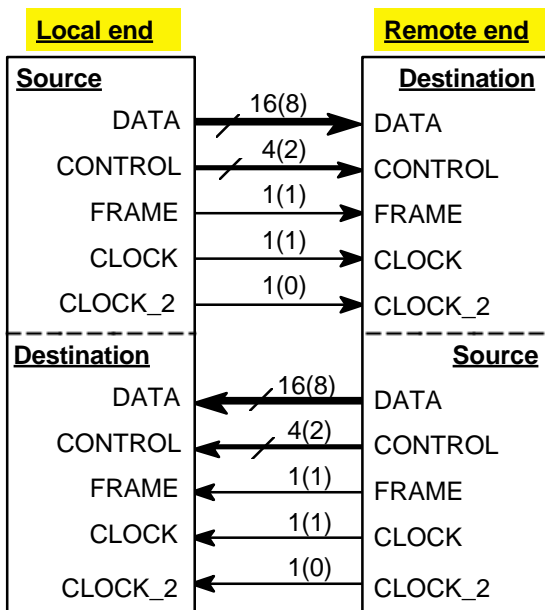 Local end
Remote end
Source
Destination
DATA
16(8)
DATA
CONTROL
4(2)
CONTROL
FRAME
1(1)
FRAME
CLOCK
1(1)
CLOCK
CLOCK_2
1(0)
CLOCK_2
Destination
Source
DATA
16(8)
DATA
CONTROL
4(2)
CONTROL
FRAME
1(1)
FRAME
CLOCK
1(1)
CLOCK
CLOCK_2
1(0)
CLOCK_2